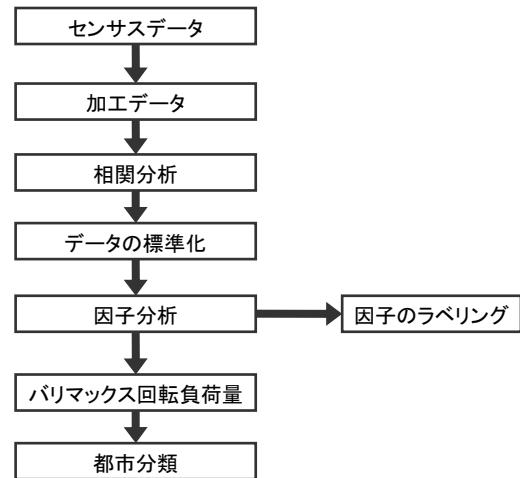 センサスデータ
加工データ
相関分析
データの標準化
因子分析
因子のラベリング
バリマックス回転負荷量
都市分類